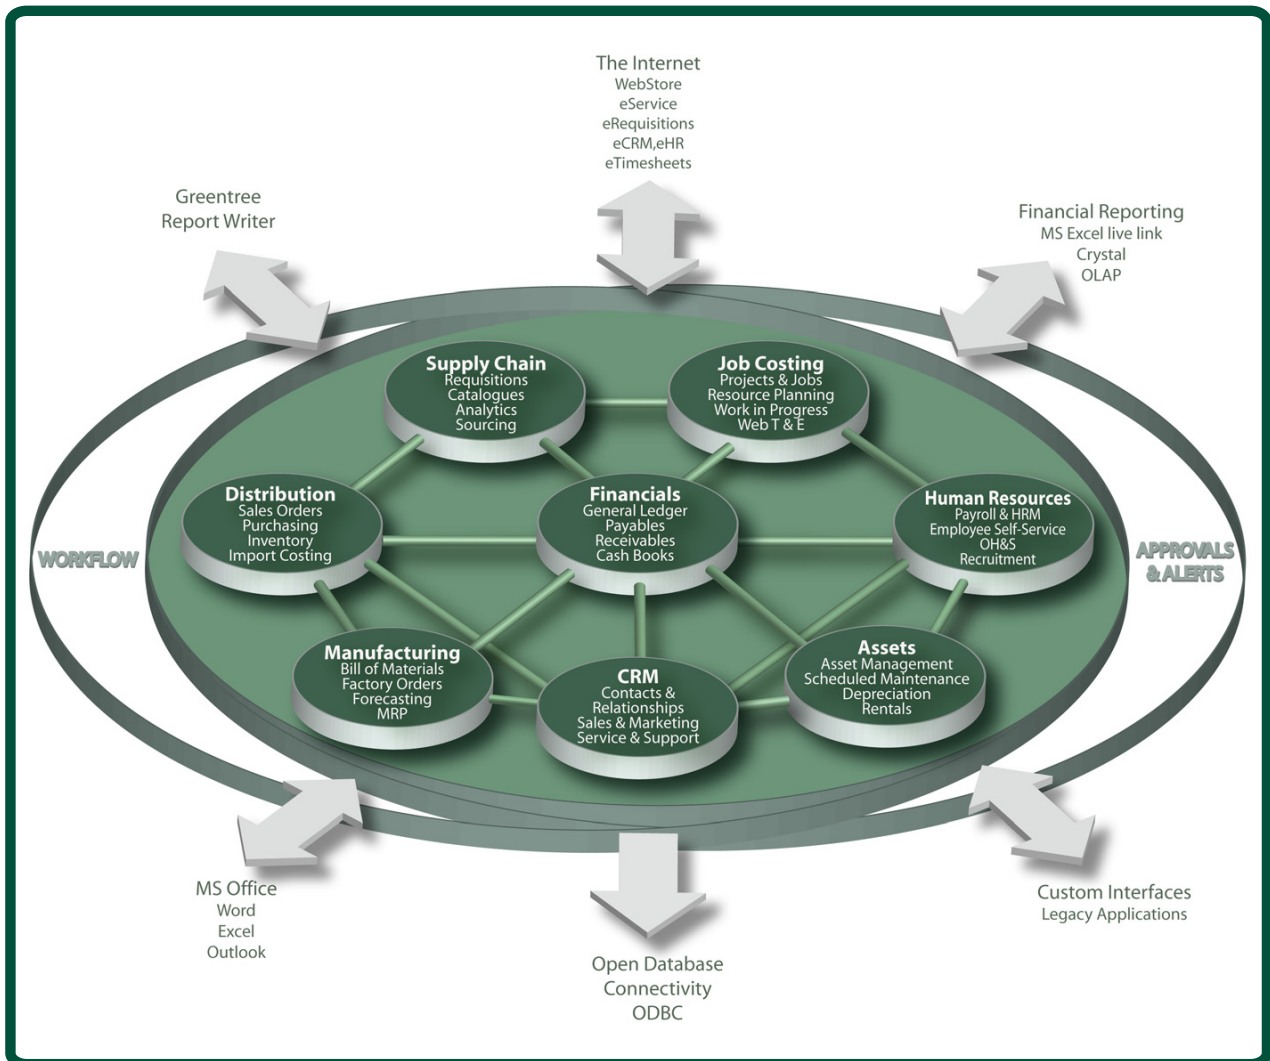 The Internet
WebStore
eService
eRequisitions
eCRM,eHR
eTimesheets
Greentree
Report Writer
Financial Reporting
MS Excel live link
Crystal
OLAP
Supply Chain
Requisitions
Catalogues
Analytics
Sourcing
Job Costing
Projects & Jobs
Resource Planning
Work in Progress
Web T & E
Distribution
Sales Orders
Purchasing
Inventory
Import Costing
Financials
General Ledger
Payables
Receivables
Cash Books
Human Resources
Payroll & HRM
Employee Self-Service
OH&S
Recruitment
WORKFLOW
APPROVALS
& ALERTS
Manufacturing
Bill of Materials
Factory Orders
Forecasting
MRP
CRM
Contacts &
Relationships
Sales & Marketing
Service & Support
Assets
Asset Management
Scheduled Maintenance
Depreciation
Rentals
MS Office
Word
Excel
Outlook
Open Database
Connectivity
ODBC
Custom Interfaces
Legacy Applications